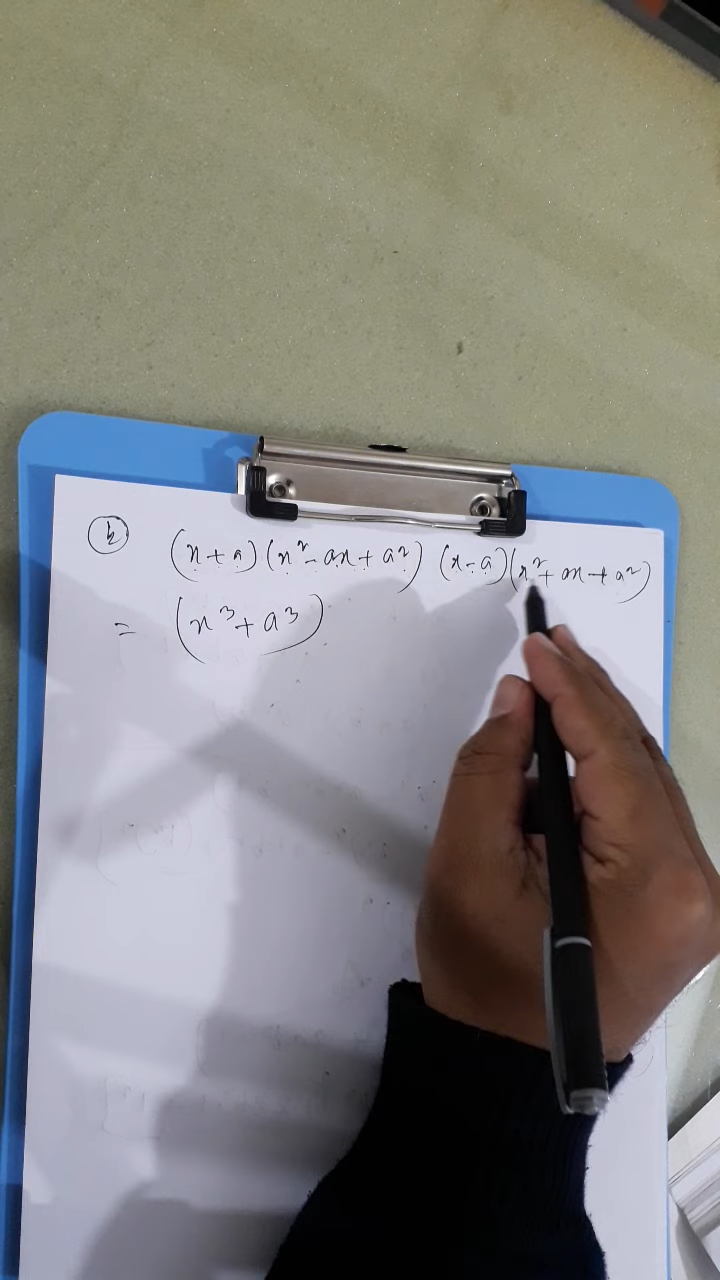 (h) (x+a)(x²-ax+a²) (x-a)(x²+ax+a²)
= (x³+a³)